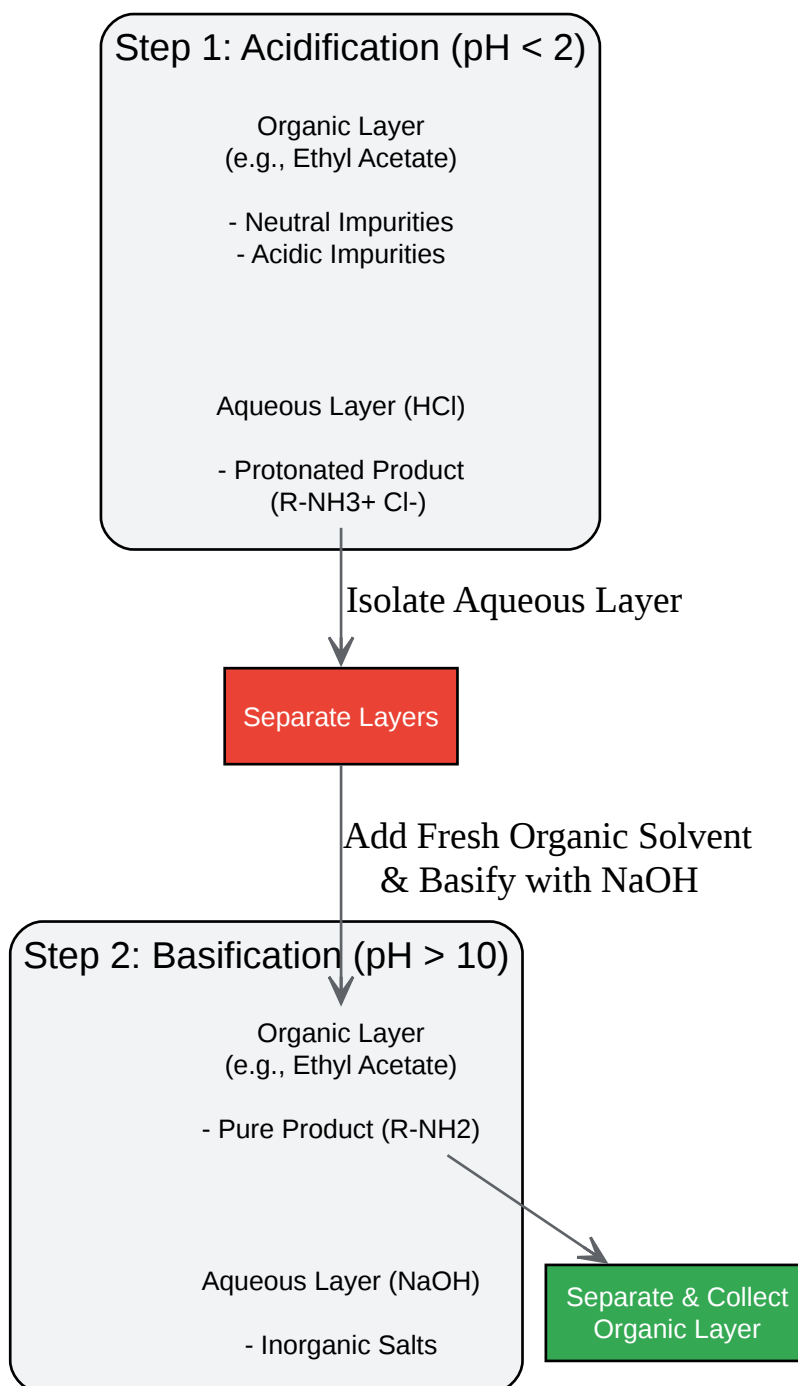 Step 1: Acidification (pH < 2)
Organic Layer
(e.g., Ethyl Acetate)
- Neutral Impurities
- Acidic Impurities
Aqueous Layer (HCl)
- Protonated Product
(R-NH3+ Cl-)
Isolate Aqueous Layer
Separate Layers
Add Fresh Organic Solvent
& Basify with NaOH
Step 2: Basification (pH > 10)
Organic Layer
(e.g., Ethyl Acetate)
- Pure Product (R-NH2)
Aqueous Layer (NaOH)
- Inorganic Salts
Separate & Collect
Organic Layer